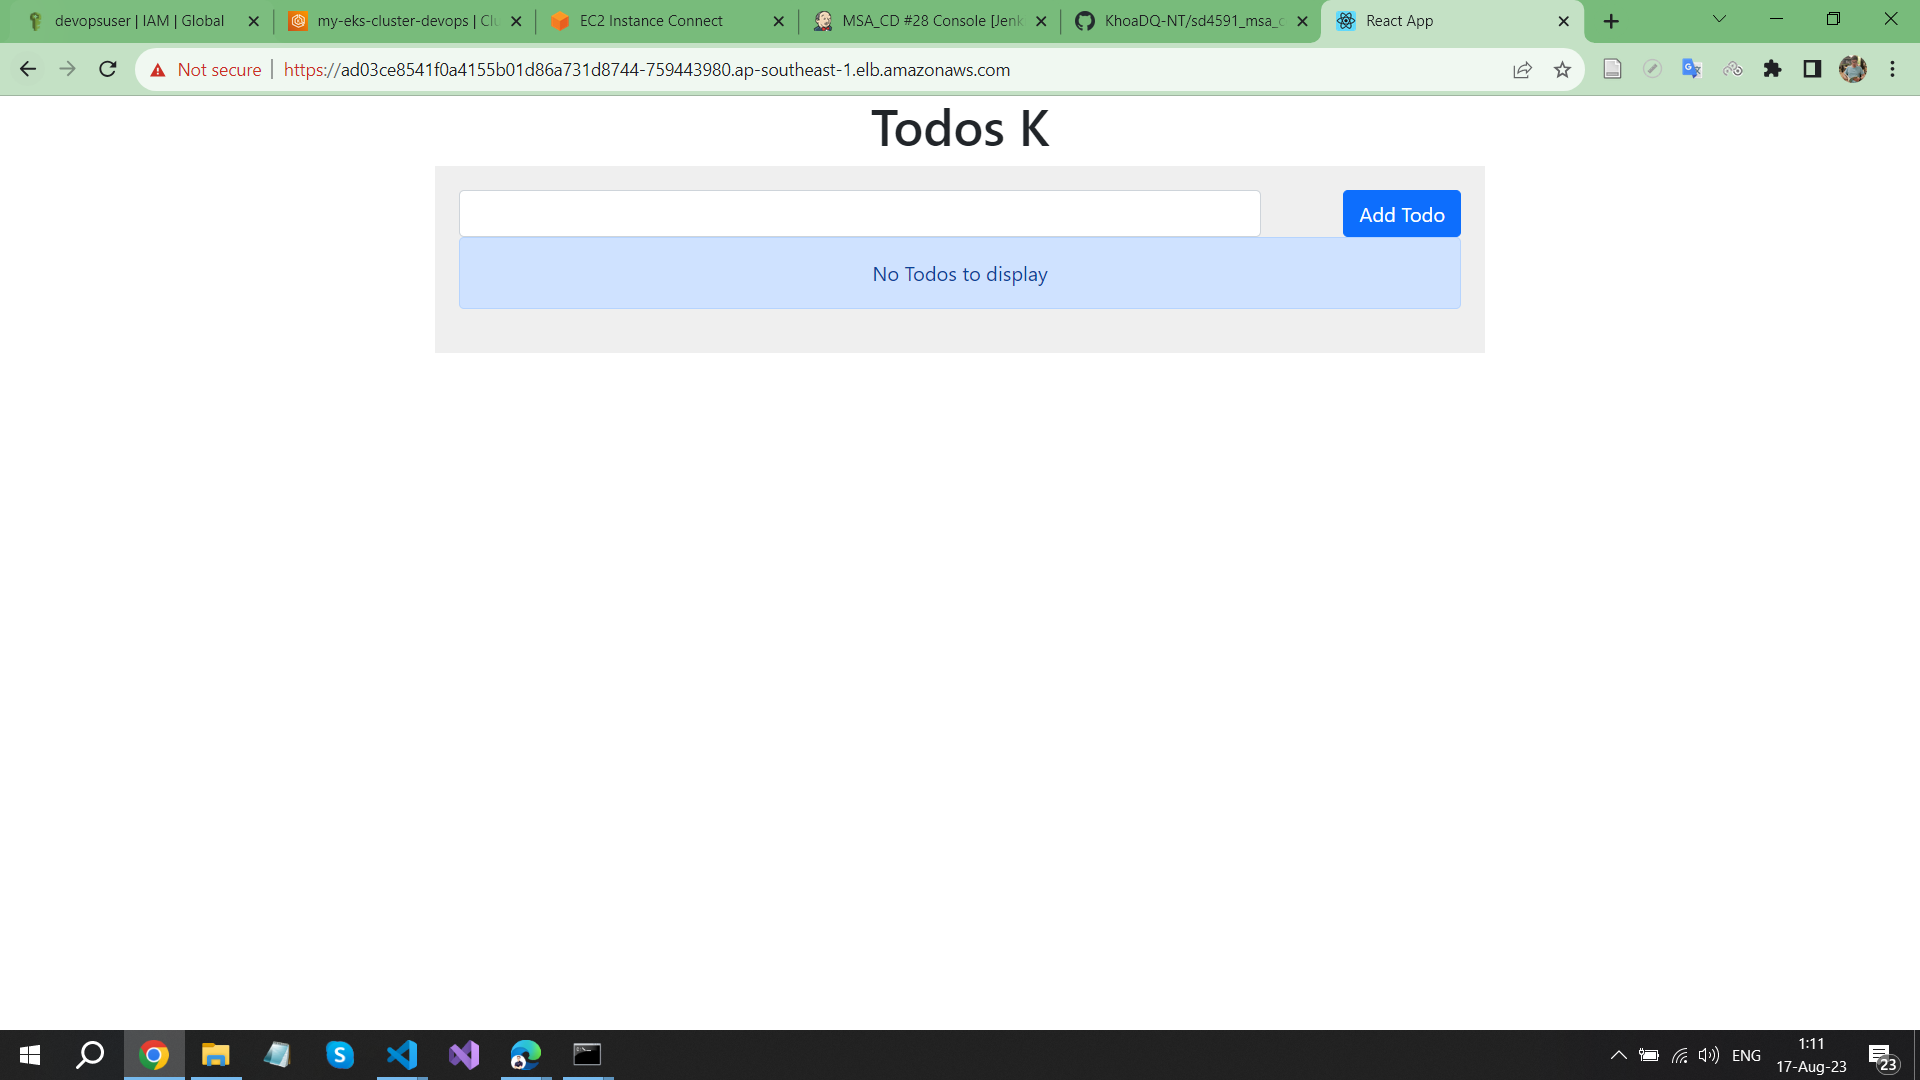 devopsuser | IAM | Global
my-eks-cluster-devops | Clu
EC2 Instance Connect
MSA_CD #28 Console [Jenk
KhoaDQ-NT/sd4591_msa_c
React App
Not secure
https://ad03ce8541f0a4155b01d86a731d8744-759443980.ap-southeast-1.elb.amazonaws.com
Todos K
Add Todo
No Todos to display
ENG
1:11
17-Aug-23
23